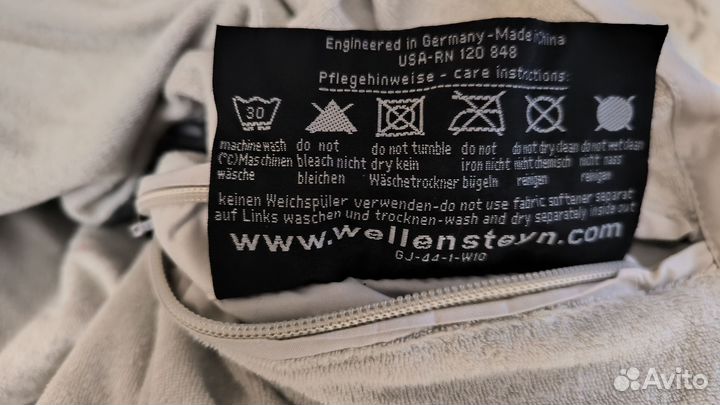 Engineered in Germany-Made in China
USA-RN 120 848
Pflegehinweise - care instructions:
30
machine wash do not do not tumble do not do not dry clean do not wet clean
(°C)Maschinen bleach nicht dry kein iron nicht nicht chemisch nicht nass
wäsche bleichen Wäschetrockner bügeln reinigen reinigen
keinen Weichspüler verwenden-do not use fabric softener separat
auf Links waschen und trocknen-wash and dry separately inside out
www.wellensteyn.com
GJ-44-1-W10
Avito